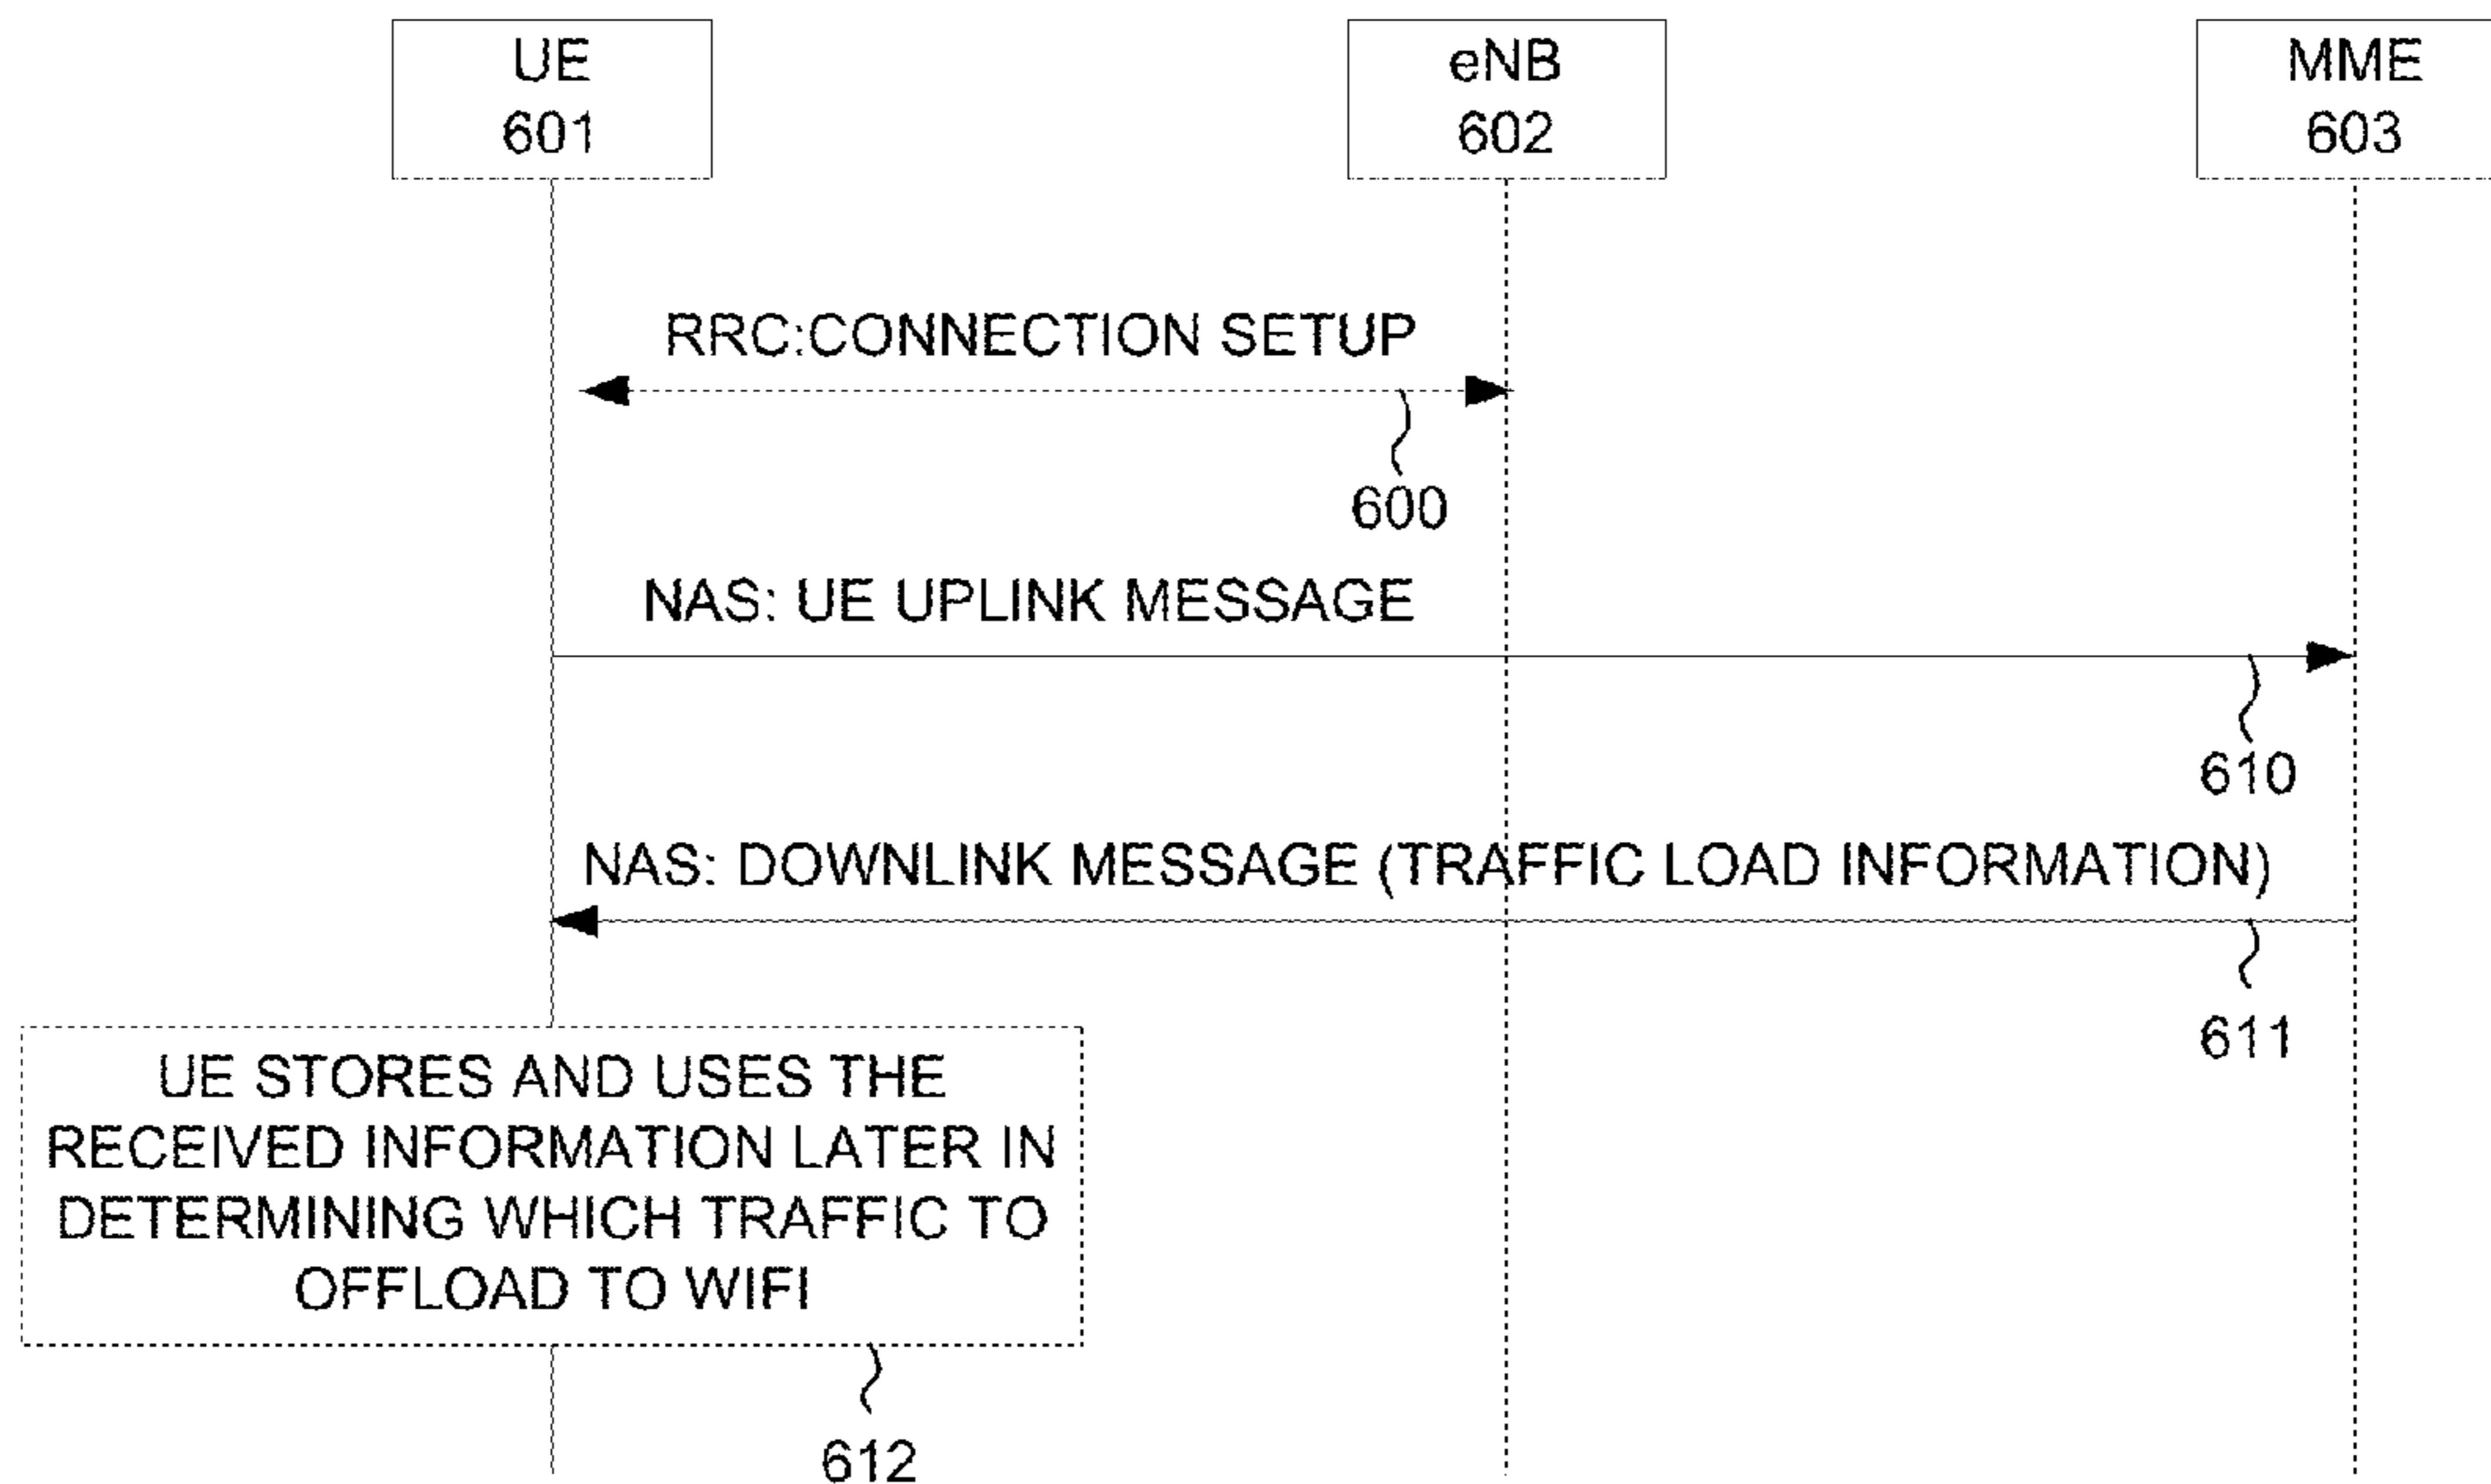 UE
601
eNB
602
MME
603
RRC:CONNECTION SETUP
600
NAS: UE UPLINK MESSAGE
610
NAS: DOWNLINK MESSAGE (TRAFFIC LOAD INFORMATION)
611
UE STORES AND USES THE
RECEIVED INFORMATION LATER IN
DETERMINING WHICH TRAFFIC TO
OFFLOAD TO WIFI
612